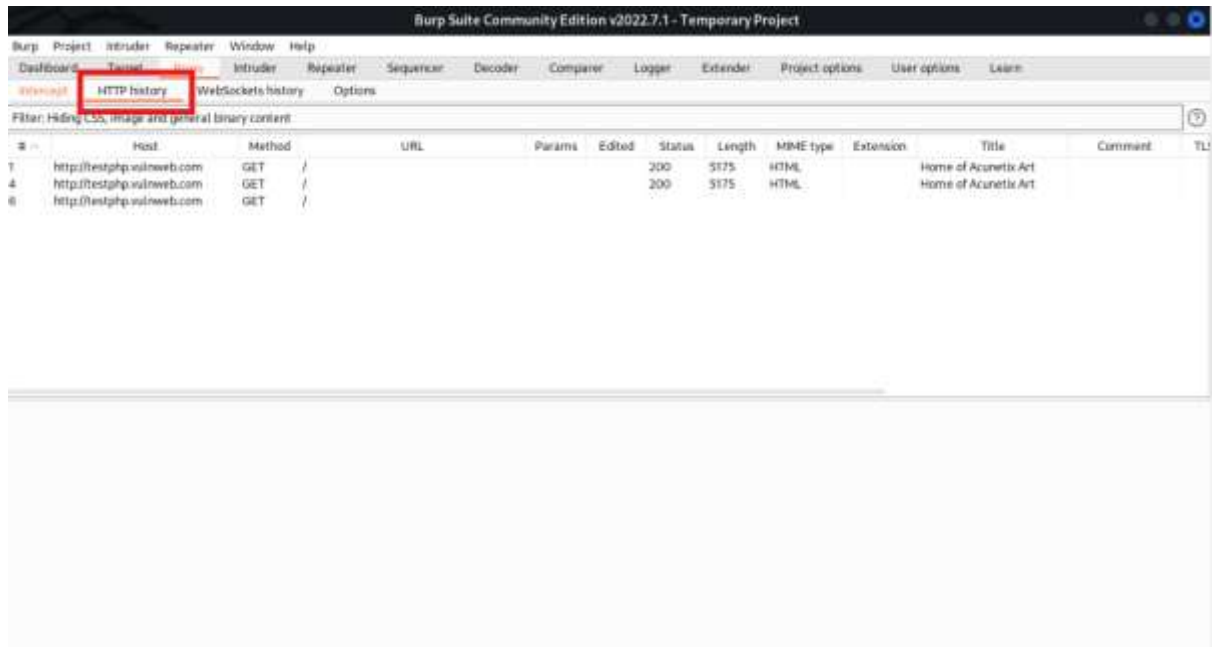 Burp Suite Community Edition v2022.7.1 - Temporary Project
Burp Project Intruder Repeater Window Help
Dashboard Target Proxy Intruder Repeater Sequencer Decoder Comparer Logger Extender Project options User options Learn
Intercept HTTP history WebSockets history Options
Filter: Hiding CSS, image and general binary content
# Host Method URL Params Edited Status Length MIME type Extension Title Comment TLS
1 http://testphp.vulnweb.com GET / 200 5175 HTML Home of Acunetix Art
4 http://testphp.vulnweb.com GET / 200 5175 HTML Home of Acunetix Art
6 http://testphp.vulnweb.com GET /